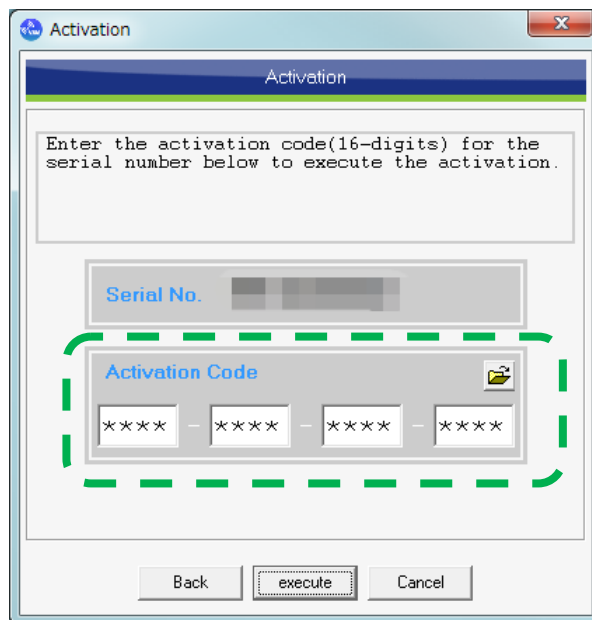 Activation
Activation
Enter the activation code(16-digits) for the
serial number below to execute the activation.
Serial No.
Activation Code
**** - **** - **** - ****
Back execute Cancel